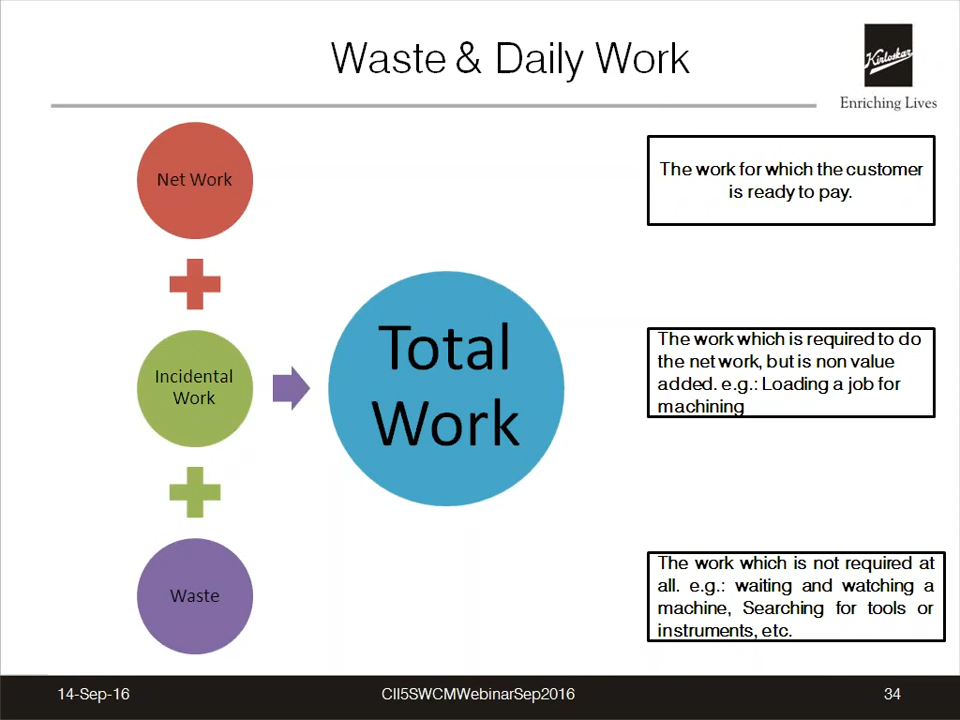 Waste & Daily Work
Kirloskar
Enriching Lives
Net Work
The work for which the customer
is ready to pay.
Incidental
Work
Total
Work
The work which is required to do
the net work, but is non value
added. e.g.: Loading a job for
machining
Waste
The work which is not required at
all. e.g.: waiting and watching a
machine, Searching for tools or
instruments, etc.
14-Sep-16
CII5SWCMWebinarSep2016
34